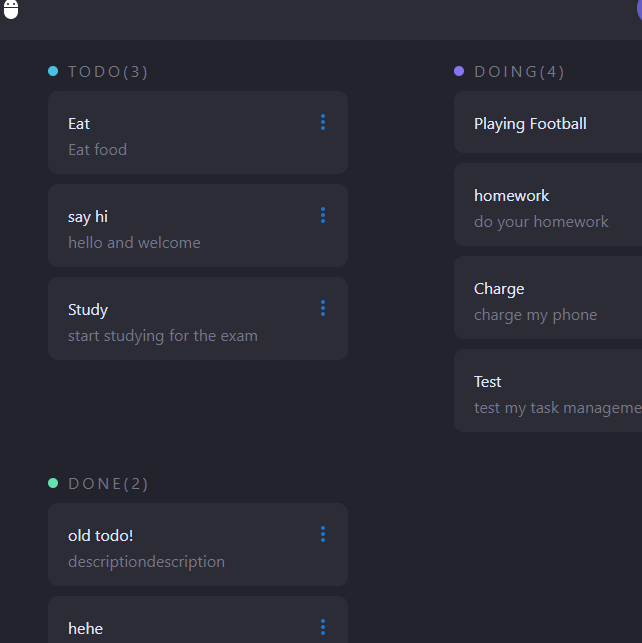 TODO(3)
Eat
Eat food
say hi
hello and welcome
Study
start studying for the exam
DOING(4)
Playing Football
homework
do your homework
Charge
charge my phone
Test
test my task manageme
DONE(2)
old todo!
descriptiondescription
hehe